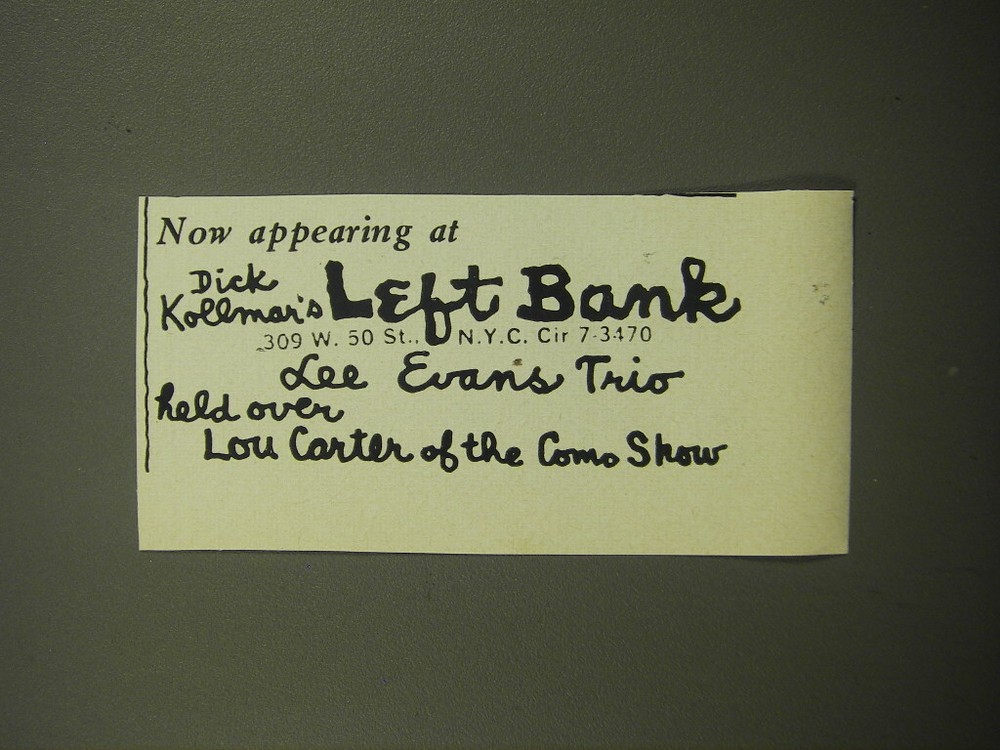 Now appearing at
Dick Kollmar's Left Bank
309 W. 50 St., N.Y.C. Cir 7-3470
Lee Evans Trio
held over
Lou Carter of the Como Show